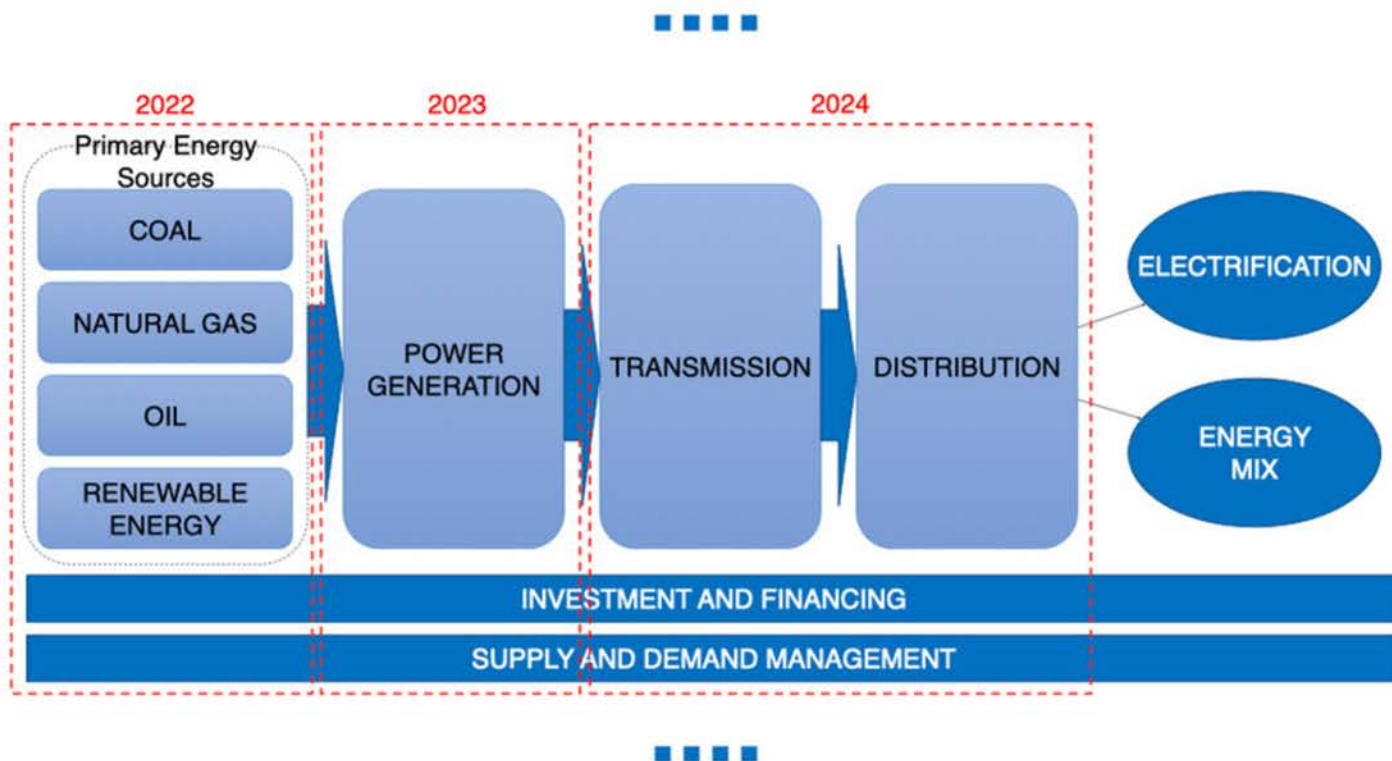 2022
2023
2024
Primary Energy
Sources
COAL
NATURAL GAS
OIL
RENEWABLE
ENERGY
POWER
GENERATION
TRANSMISSION
DISTRIBUTION
ELECTRIFICATION
ENERGY
MIX
INVESTMENT AND FINANCING
SUPPLY AND DEMAND MANAGEMENT